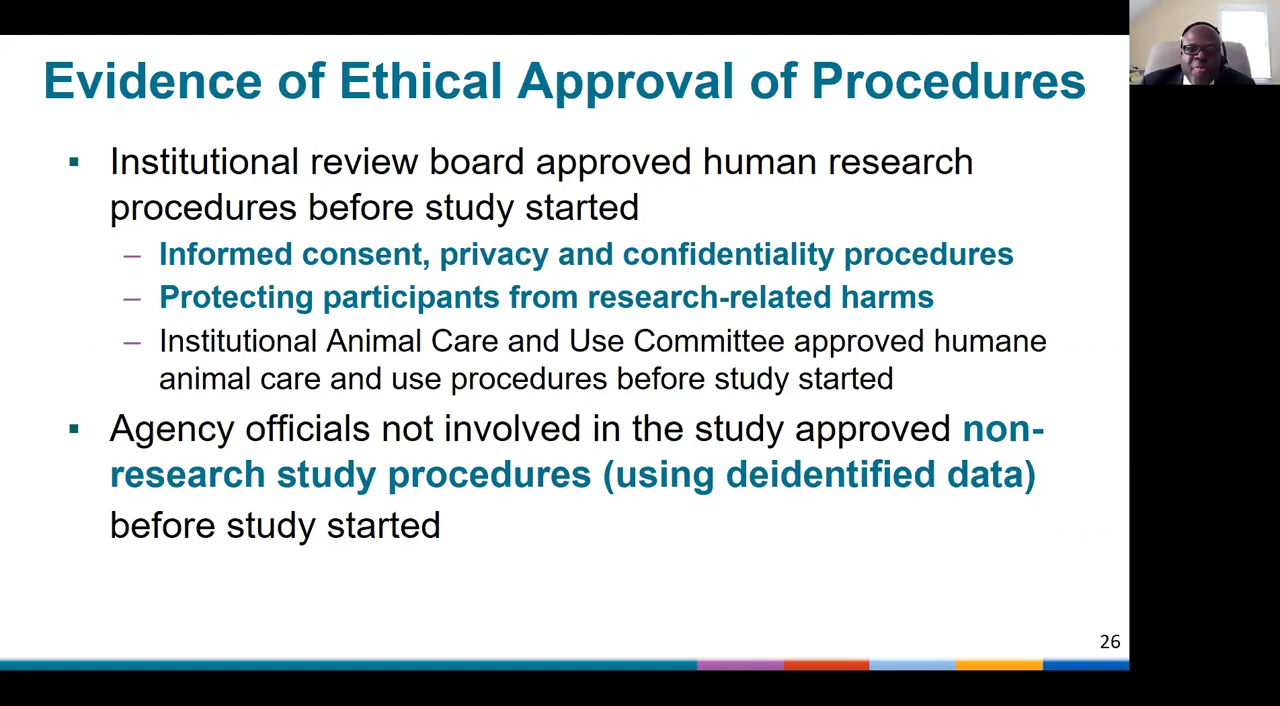 Evidence of Ethical Approval of Procedures
▪ Institutional review board approved human research
procedures before study started
– Informed consent, privacy and confidentiality procedures
– Protecting participants from research-related harms
– Institutional Animal Care and Use Committee approved humane
animal care and use procedures before study started
▪ Agency officials not involved in the study approved non-
research study procedures (using deidentified data)
before study started
26